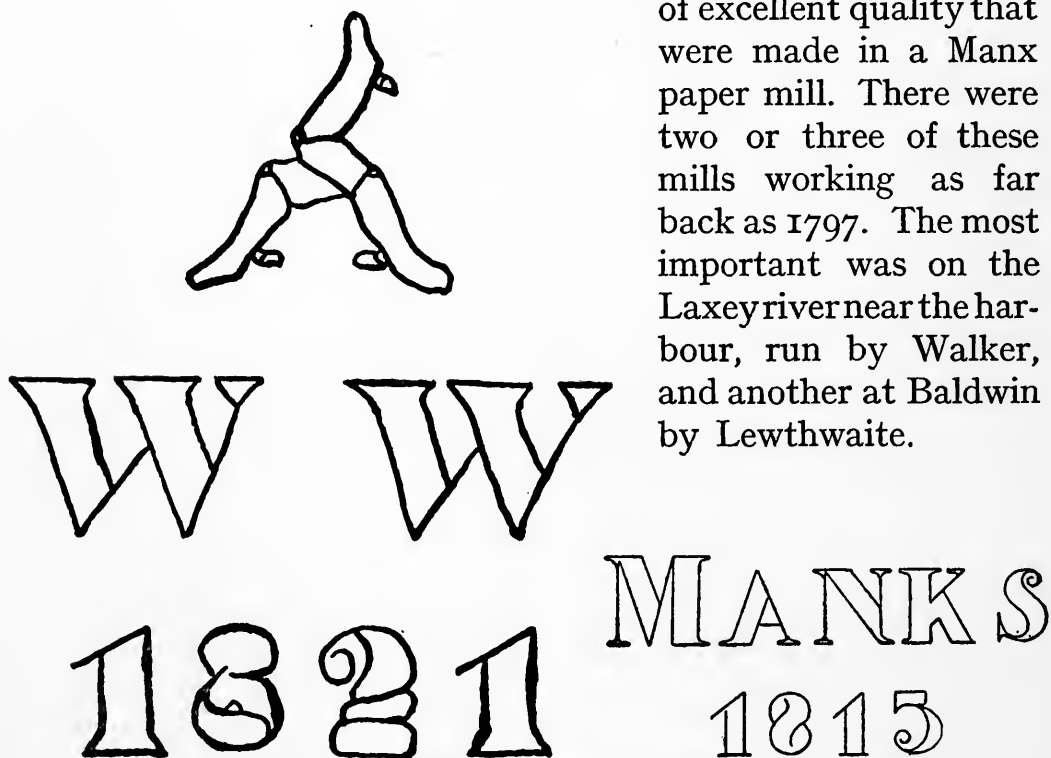 of excellent quality that
were made in a Manx
paper mill. There were
two or three of these
mills working as far
back as 1797. The most
important was on the
Laxey river near the har-
bour, run by Walker,
and another at Baldwin
by Lewthwaite.
W W
1821
MANKS
1815